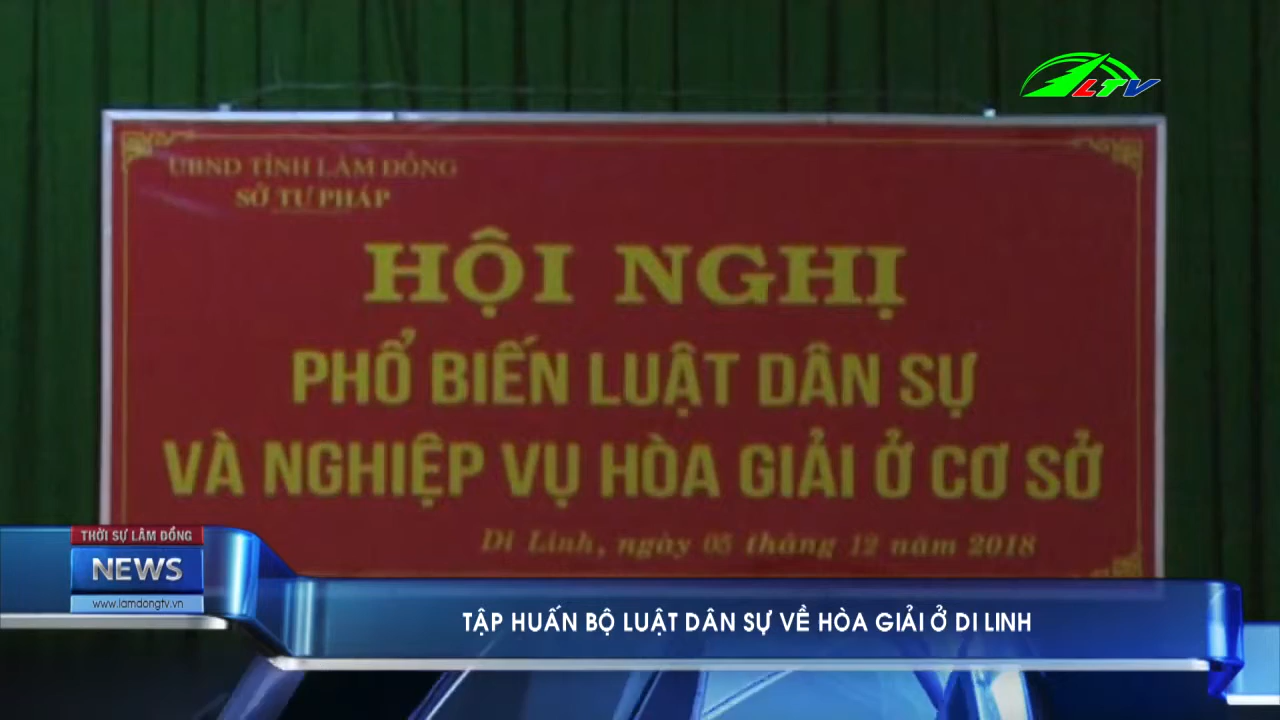 LTV
UBND TỈNH LÂM ĐỒNG
SỞ TƯ PHÁP
HỘI NGHỊ
PHỔ BIẾN LUẬT DÂN SỰ
VÀ NGHIỆP VỤ HÒA GIẢI Ở CƠ SỞ
Di Linh, ngày 05 tháng 12 năm 2018
THỜI SỰ LÂM ĐỒNG
NEWS
www.lamdongtv.vn
TẬP HUẤN BỘ LUẬT DÂN SỰ VỀ HÒA GIẢI Ở DI LINH